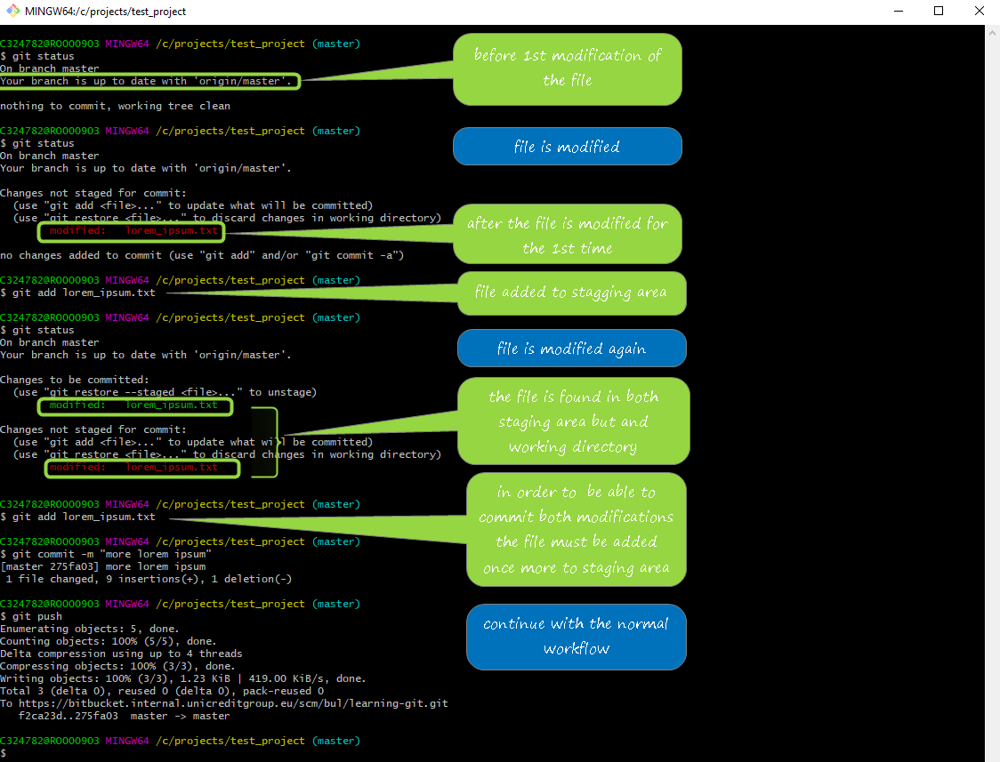 MINGW64:/c/projects/test_project
C324782@RO000903 MINGW64 /c/projects/test_project (master)
$ git status
On branch master
Your branch is up to date with 'origin/master'.
before 1st modification of
the file
nothing to commit, working tree clean
C324782@RO000903 MINGW64 /c/projects/test_project (master)
$ git status
On branch master
Your branch is up to date with 'origin/master'.
file is modified
Changes not staged for commit:
(use "git add <file>..." to update what will be committed)
(use "git restore <file>..." to discard changes in working directory)
modified: lorem_ipsum.txt
after the file is modified for
the 1st time
no changes added to commit (use "git add" and/or "git commit -a")
C324782@RO000903 MINGW64 /c/projects/test_project (master)
$ git add lorem_ipsum.txt
file added to stagging area
C324782@RO000903 MINGW64 /c/projects/test_project (master)
$ git status
On branch master
Your branch is up to date with 'origin/master'.
file is modified again
Changes to be committed:
(use "git restore --staged <file>..." to unstage)
modified: lorem_ipsum.txt
the file is found in both
staging area but and
working directory
Changes not staged for commit:
(use "git add <file>..." to update what will be committed)
(use "git restore <file>..." to discard changes in working directory)
modified: lorem_ipsum.txt
C324782@RO000903 MINGW64 /c/projects/test_project (master)
$ git add lorem_ipsum.txt
in order to be able to
commit both modifications
the file must be added
once more to staging area
C324782@RO000903 MINGW64 /c/projects/test_project (master)
$ git commit -m "more lorem ipsum"
[master 275fa03] more lorem ipsum
1 file changed, 9 insertions(+), 1 deletion(-)
C324782@RO000903 MINGW64 /c/projects/test_project (master)
$ git push
continue with the normal
workflow
Enumerating objects: 5, done.
Counting objects: 100% (5/5), done.
Delta compression using up to 4 threads
Compressing objects: 100% (3/3), done.
Writing objects: 100% (3/3), 1.23 KiB | 419.00 KiB/s, done.
Total 3 (delta 0), reused 0 (delta 0), pack-reused 0
To https://bitbucket.internal.unicreditgroup.eu/scm/bul/learning-git.git
f2ca23d..275fa03 master -> master
C324782@RO000903 MINGW64 /c/projects/test_project (master)
$